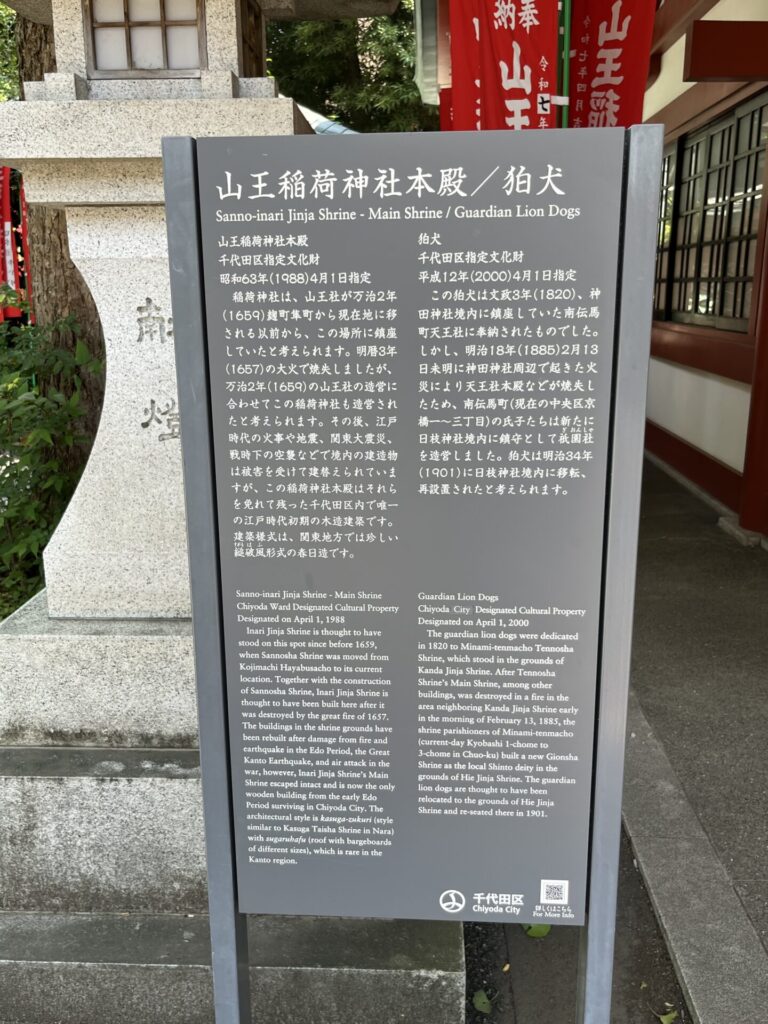 奉
納
山
王
令
和
七
年
山
王
稲
令
和
七
年
四
月
吉
献
燈
山王稲荷神社本殿／狛犬
Sanno-inari Jinja Shrine - Main Shrine / Guardian Lion Dogs
山王稲荷神社本殿
千代田区指定文化財
昭和63年(1988)4月1日指定
稲荷神社は、山王社が万治2年
(1659)麹町隼町から現在地に移
される以前から、この場所に鎮座
していたと考えられます。明暦3年
(1657)の大火で焼失しましたが、
万治2年(1659)の山王社の造営に
合わせてこの稲荷神社も造営され
たと考えられます。その後、江戸
時代の火事や地震、関東大震災、
戦時下の空襲などで境内の建造物
は被害を受けて建替えられていま
すが、この稲荷神社本殿はそれら
を免れて残った千代田区内で唯一
の江戸時代初期の木造建築です。
建築様式は、関東地方では珍しい
縋破風形式の春日造です。
狛犬
千代田区指定文化財
平成12年(2000)4月1日指定
この狛犬は文政3年(1820)、神
田神社境内に鎮座していた南伝馬
町天王社に奉納されたものでした。
しかし、明治18年(1885)2月13
日未明に神田神社周辺で起きた火
災により天王社本殿などが焼失し
たため、南伝馬町(現在の中央区京
橋一〜三丁目)の氏子たちは新たに
日枝神社境内に鎮守として祇園社
ぎおんしゃ
を造営しました。狛犬は明治34年
(1901)に日枝神社境内に移転、
再設置されたと考えられます。
Sanno-inari Jinja Shrine - Main Shrine
Chiyoda Ward Designated Cultural Property
Designated on April 1, 1988
Inari Jinja Shrine is thought to have
stood on this spot since before 1659,
when Sannosha Shrine was moved from
Kojimachi Hayabusacho to its current
location. Together with the construction
of Sannosha Shrine, Inari Jinja Shrine is
thought to have been built here after it
was destroyed by the great fire of 1657.
The buildings in the shrine grounds have
been rebuilt after damage from fire and
earthquake in the Edo Period, the Great
Kanto Earthquake, and air attack in the
war, however, Inari Jinja Shrine's Main
Shrine escaped intact and is now the only
wooden building from the early Edo
Period surviving in Chiyoda City. The
architectural style is kasuga-zukuri (style
similar to Kasuga Taisha Shrine in Nara)
with sugaruhafu (roof with bargeboards
of different sizes), which is rare in the
Kanto region.
Guardian Lion Dogs
Chiyoda City Designated Cultural Property
Designated on April 1, 2000
The guardian lion dogs were dedicated
in 1820 to Minami-tenmacho Tennosha
Shrine, which stood in the grounds of
Kanda Jinja Shrine. After Tennosha
Shrine's Main Shrine, among other
buildings, was destroyed in a fire in the
area neighboring Kanda Jinja Shrine early
in the morning of February 13, 1885, the
shrine parishioners of Minami-tenmacho
(current-day Kyobashi 1-chome to
3-chome in Chuo-ku) built a new Gionsha
Shrine as the local Shinto deity in the
grounds of Hie Jinja Shrine. The guardian
lion dogs are thought to have been
relocated to the grounds of Hie Jinja
Shrine and re-seated there in 1901.
千代田区
Chiyoda City
詳しくはこちら
For More Info